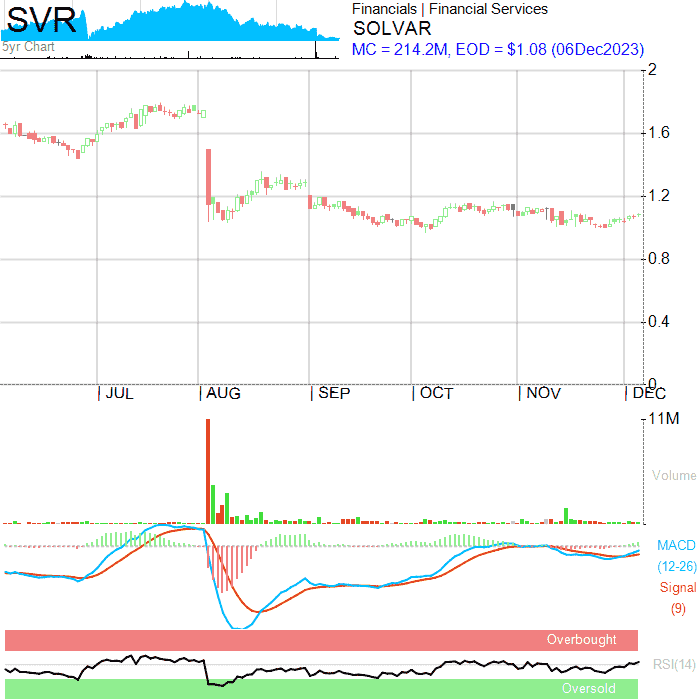 SVR
5yr Chart
Financials | Financial Services
SOLVAR
MC = 214.2M, EOD = $1.08 (06Dec2023)
2
1.6
1.2
0.8
0.4
0
JUL AUG SEP OCT NOV DEC
11M
Volume
MACD
(12-26)
Signal
(9)
Overbought
RSI(14)
Oversold